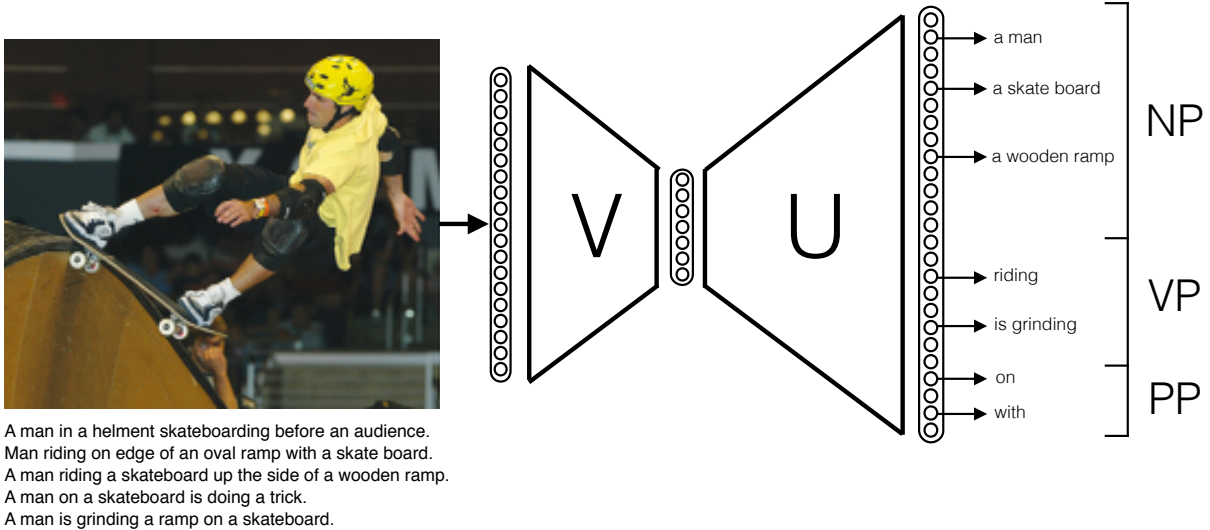 V
U
a man
a skate board
a wooden ramp
riding
is grinding
on
with
NP
VP
PP
A man in a helment skateboarding before an audience.
Man riding on edge of an oval ramp with a skate board.
A man riding a skateboard up the side of a wooden ramp.
A man on a skateboard is doing a trick.
A man is grinding a ramp on a skateboard.